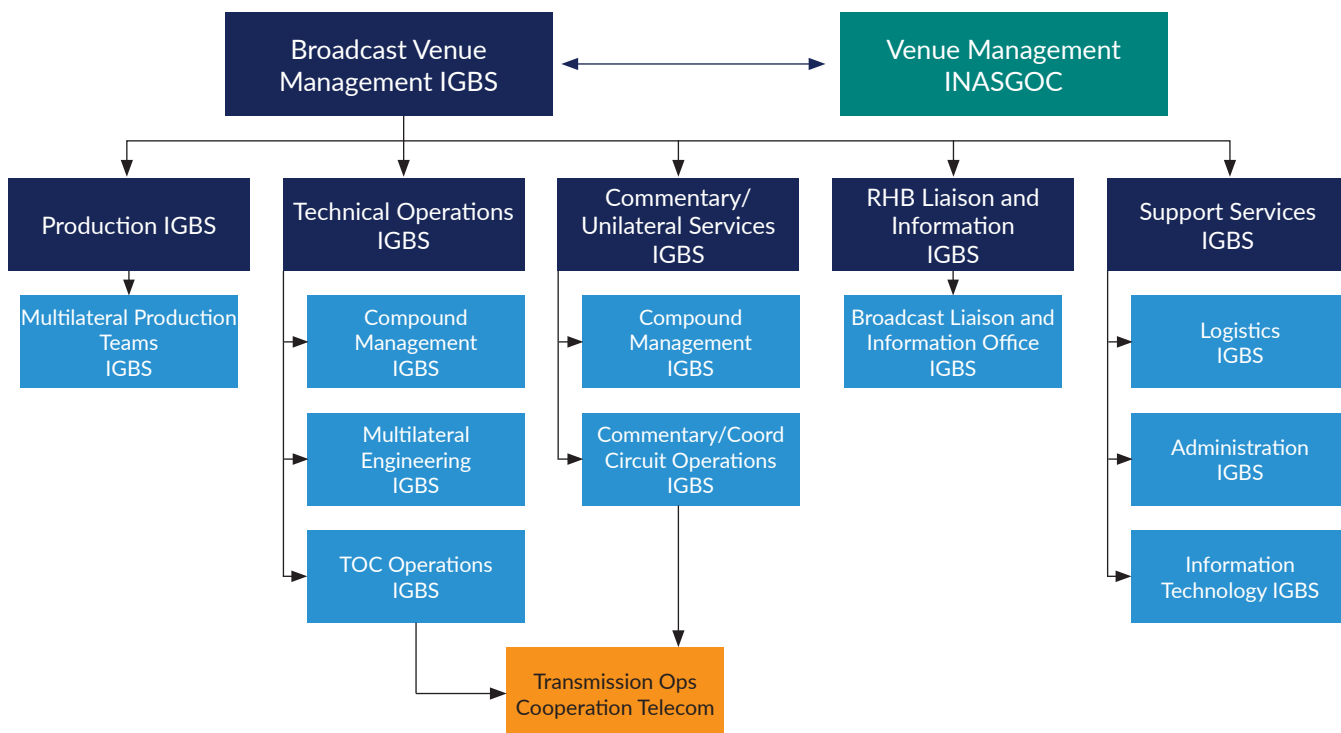 Broadcast Venue
Management IGBS
Venue Management
INASGOC
Production IGBS
Technical Operations
IGBS
Commentary/
Unilateral Services
IGBS
RHB Liaison and
Information
IGBS
Support Services
IGBS
Multilateral Production
Teams
IGBS
Compound
Management
IGBS
Compound
Management
IGBS
Broadcast Liaison and
Information Office
IGBS
Logistics
IGBS
Multilateral
Engineering
IGBS
Commentary/Coord
Circuit Operations
IGBS
Administration
IGBS
TOC Operations
IGBS
Information
Technology IGBS
Transmission Ops
Cooperation Telecom